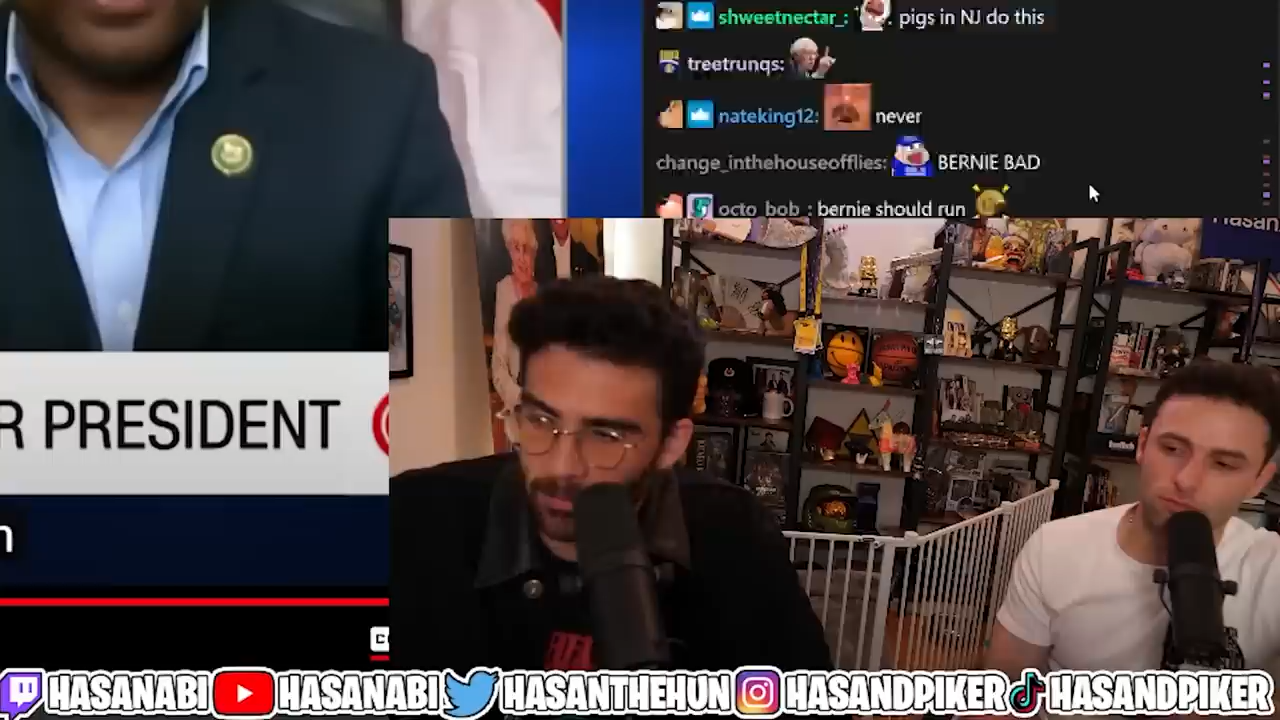 shweetnectar_: pigs in NJ do this
treetrunqs:
nateking12: never
change_inthehouseofflies: BERNIE BAD
octo_bob_: bernie should run
R PRESIDENT
n
HASANABI HASANABI HASANTHEHUN HASANDPIKER HASANDPIKER